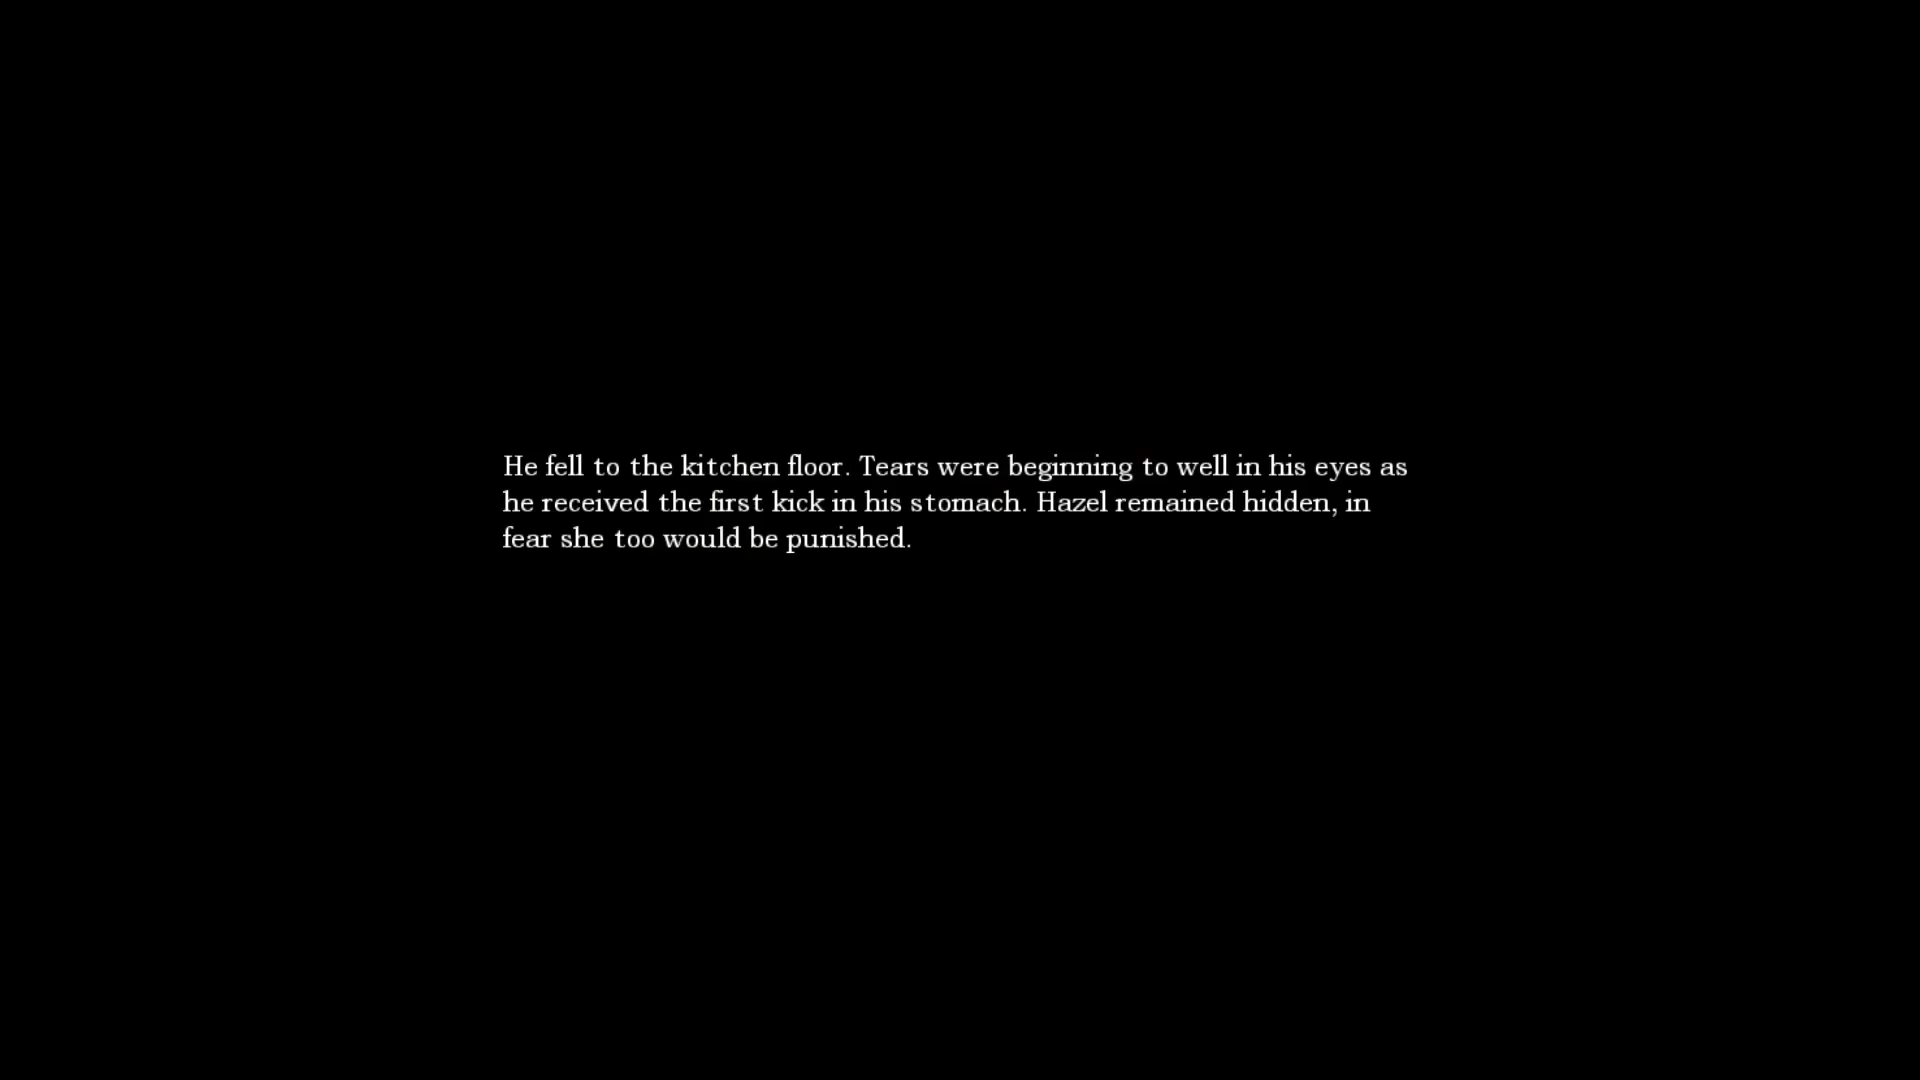 He fell to the kitchen floor. Tears were beginning to well in his eyes as
he received the first kick in his stomach. Hazel remained hidden, in
fear she too would be punished.